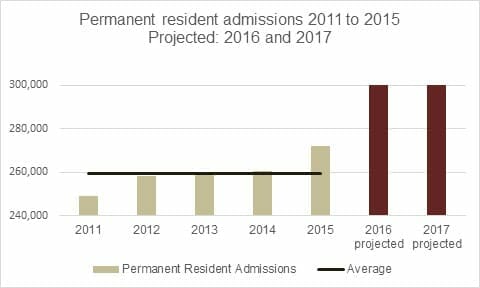 Permanent resident admissions 2011 to 2015
Projected: 2016 and 2017
300,000
280,000
260,000
240,000
2011 2012 2013 2014 2015 2016 2017
projected projected
Permanent Resident Admissions Average